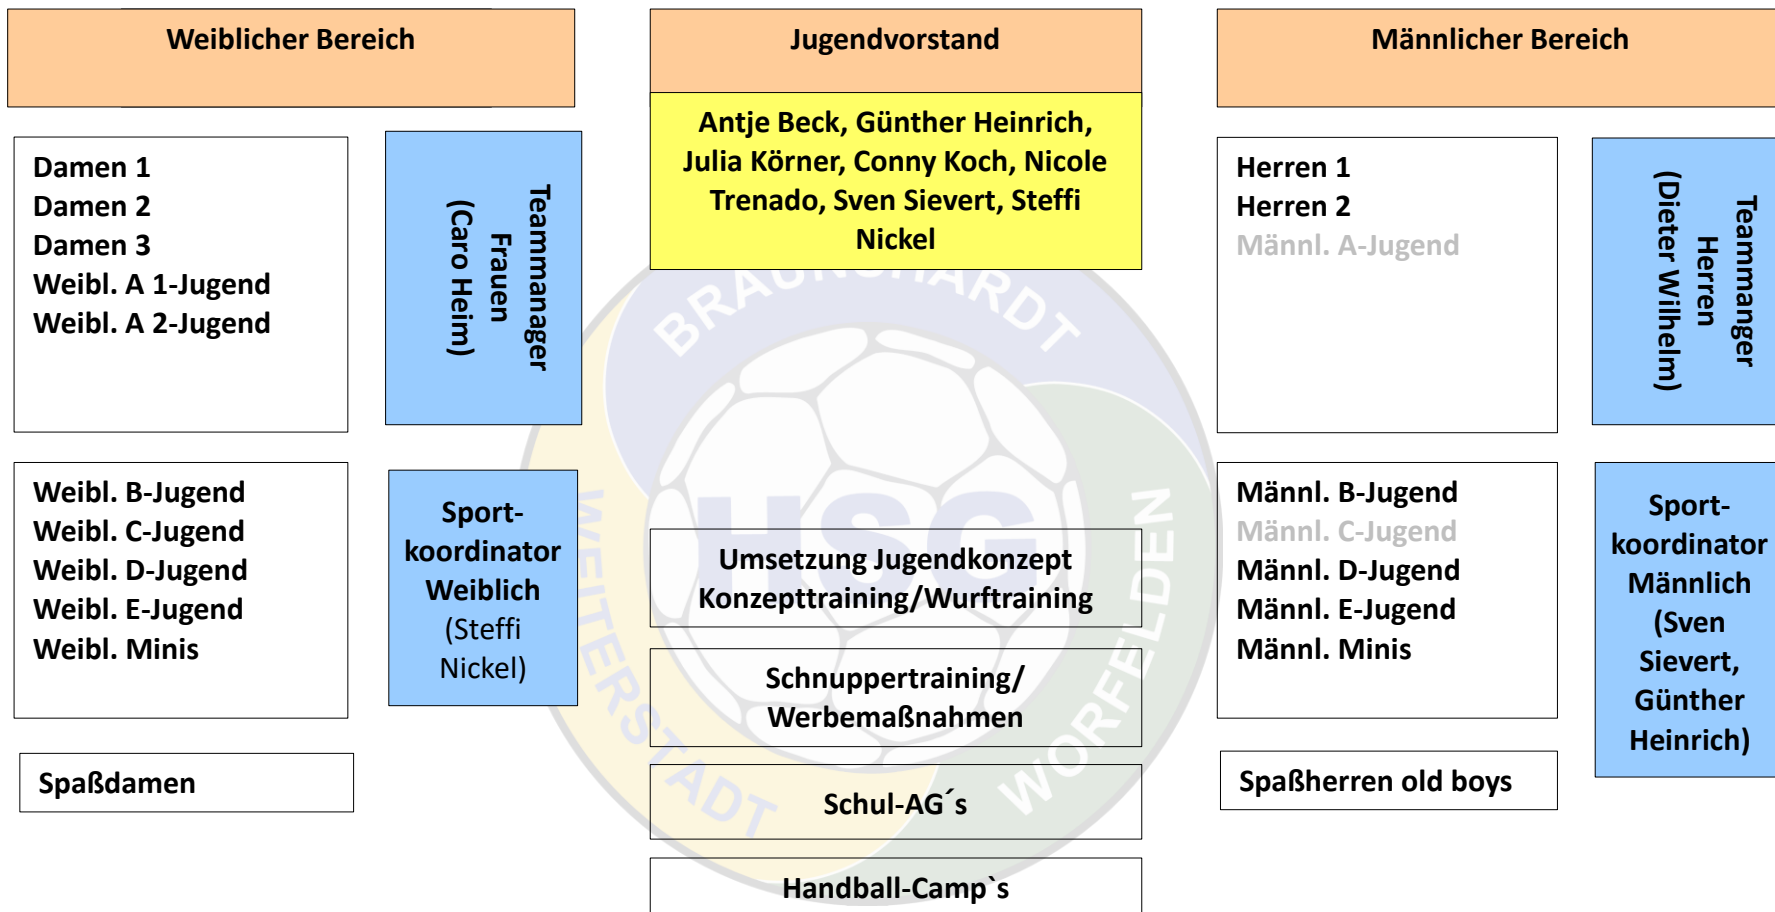 Weiblicher Bereich
Jugendvorstand
Männlicher Bereich
Antje Beck, Günther Heinrich,
Julia Körner, Conny Koch, Nicole
Trenado, Sven Sievert, Steffi
Nickel
Damen 1
Damen 2
Damen 3
Weibl. A 1-Jugend
Weibl. A 2-Jugend
Teammanager
Frauen
(Caro Heim)
Herren 1
Herren 2
Männl. A-Jugend
Teammanger
Herren
(Dieter Wilhelm)
BRAUNSHARDT
WEITERSTADT
WORFELDEN
HSG
Weibl. B-Jugend
Weibl. C-Jugend
Weibl. D-Jugend
Weibl. E-Jugend
Weibl. Minis
Sport-
koordinator
Weiblich
(Steffi
Nickel)
Umsetzung Jugendkonzept
Konzepttraining/Wurftraining
Schnuppertraining/
Werbemaßnahmen
Schul-AG´s
Handball-Camp`s
Männl. B-Jugend
Männl. C-Jugend
Männl. D-Jugend
Männl. E-Jugend
Männl. Minis
Sport-
koordinator
Männlich
(Sven
Sievert,
Günther
Heinrich)
Spaßdamen
Spaßherren old boys